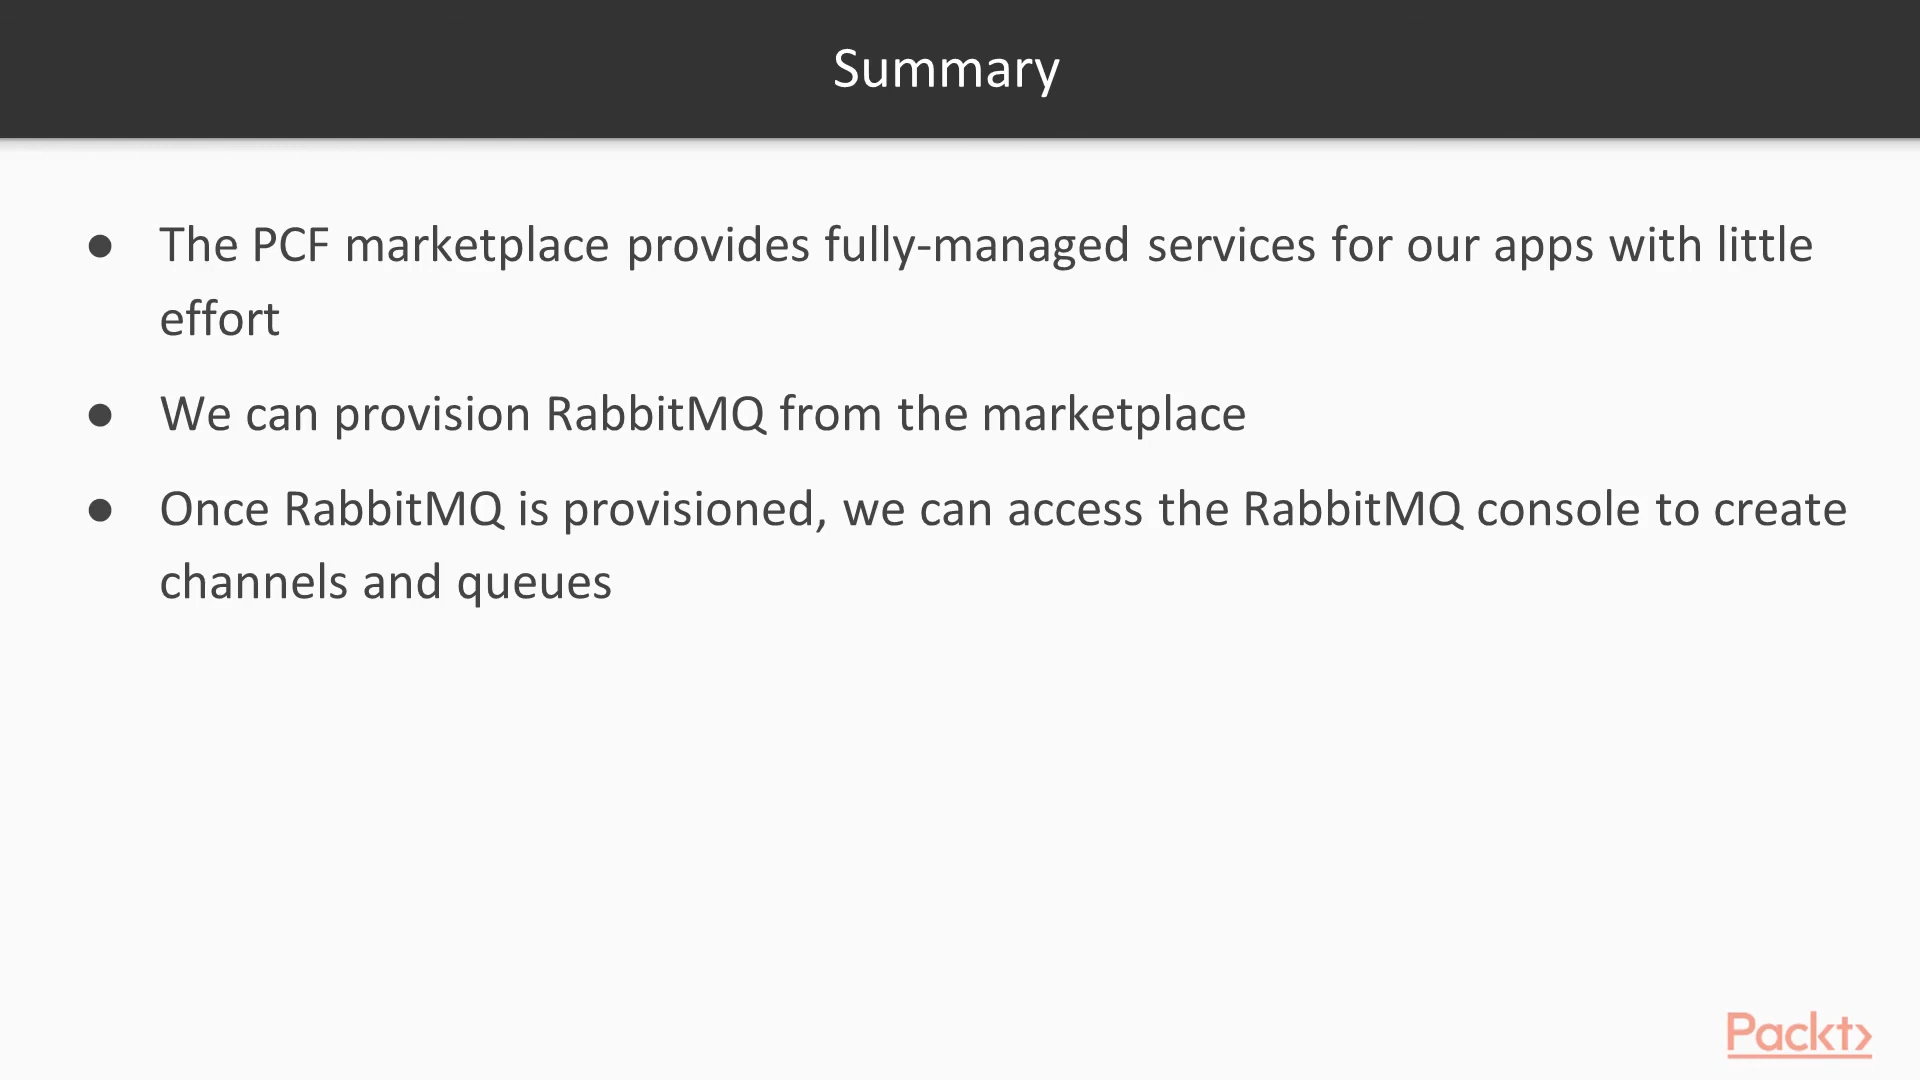 Summary
● The PCF marketplace provides fully-managed services for our apps with little
effort
● We can provision RabbitMQ from the marketplace
● Once RabbitMQ is provisioned, we can access the RabbitMQ console to create
channels and queues
Packt>